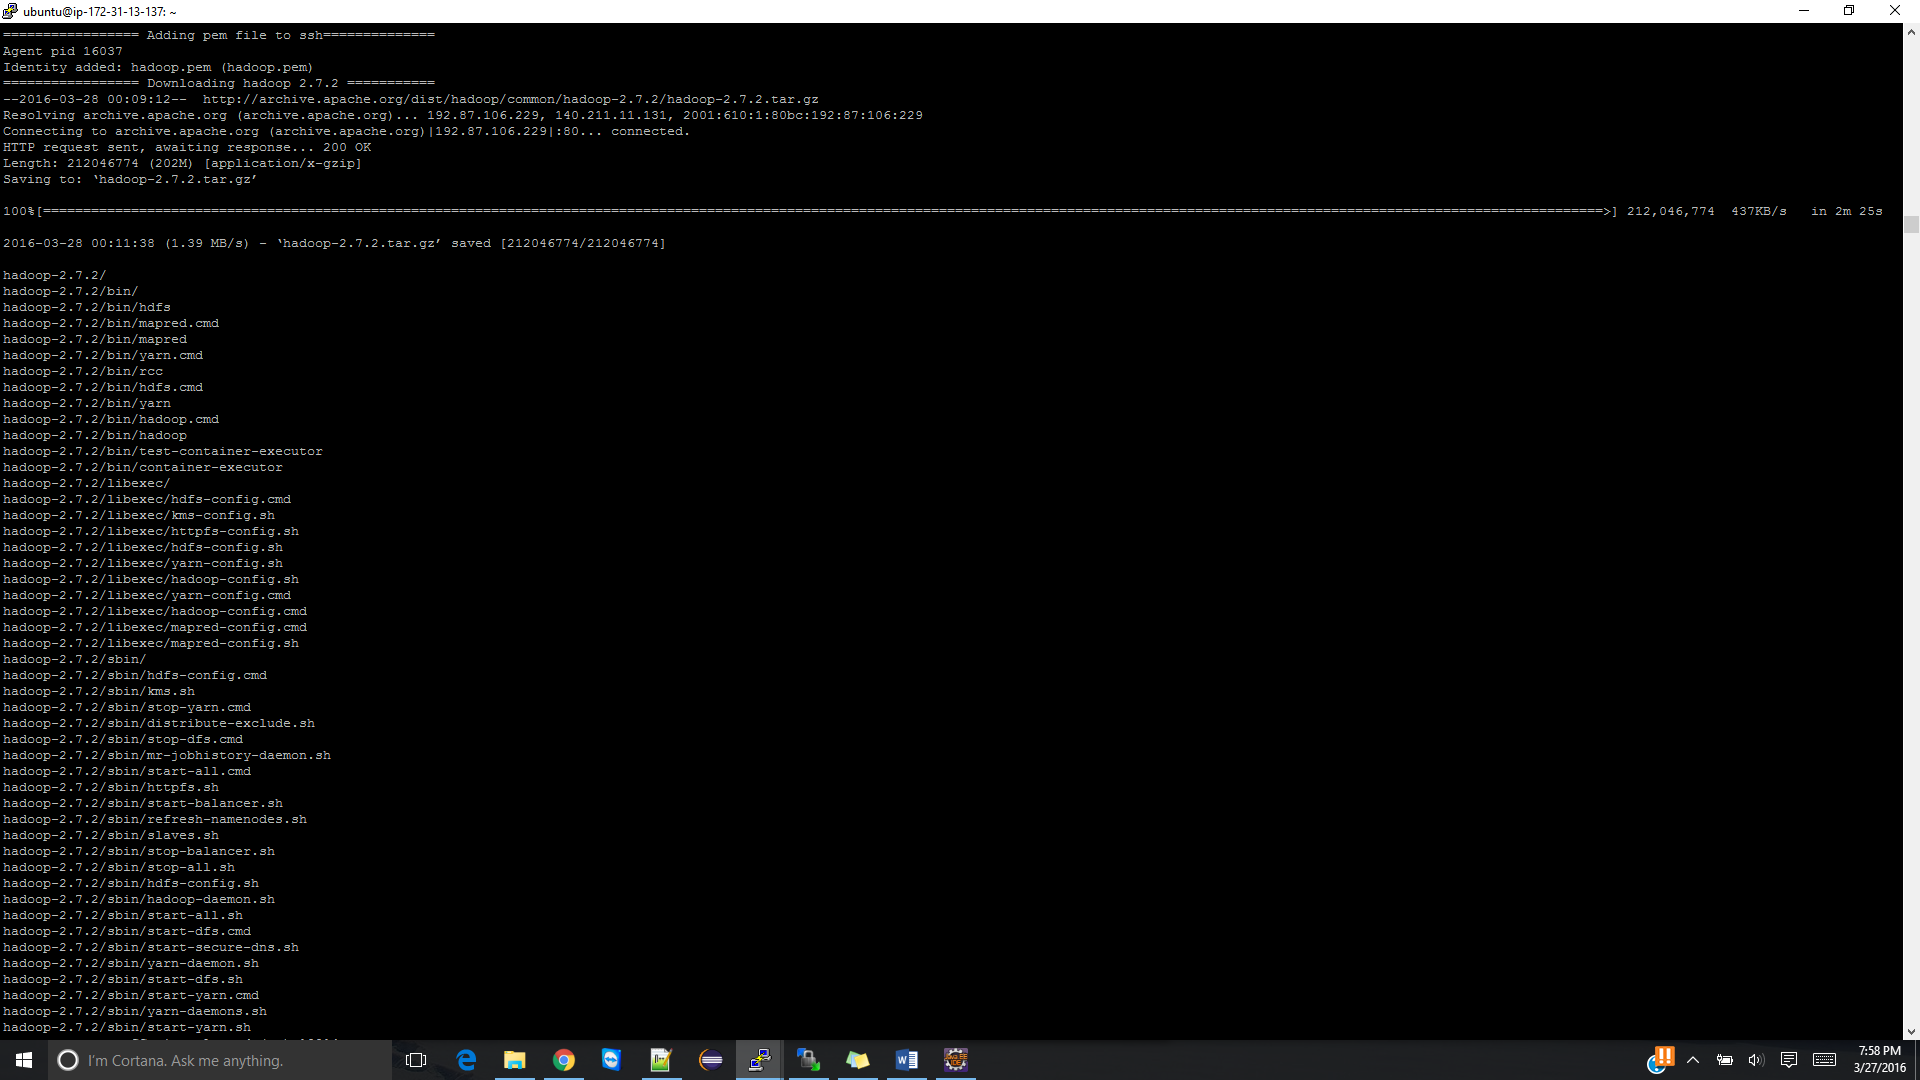 ubuntu@ip-172-31-13-137: ~
================= Adding pem file to ssh==============
Agent pid 16037
Identity added: hadoop.pem (hadoop.pem)
================= Downloading hadoop 2.7.2 ===========
--2016-03-28 00:09:12--  http://archive.apache.org/dist/hadoop/common/hadoop-2.7.2/hadoop-2.7.2.tar.gz
Resolving archive.apache.org (archive.apache.org)... 192.87.106.229, 140.211.11.131, 2001:610:1:80bc:192:87:106:229
Connecting to archive.apache.org (archive.apache.org)|192.87.106.229|:80... connected.
HTTP request sent, awaiting response... 200 OK
Length: 212046774 (202M) [application/x-gzip]
Saving to: ‘hadoop-2.7.2.tar.gz’
100%[==================================================================================================================================================================================================>] 212,046,774  437KB/s   in 2m 25s
2016-03-28 00:11:38 (1.39 MB/s) - ‘hadoop-2.7.2.tar.gz’ saved [212046774/212046774]
hadoop-2.7.2/
hadoop-2.7.2/bin/
hadoop-2.7.2/bin/hdfs
hadoop-2.7.2/bin/mapred.cmd
hadoop-2.7.2/bin/mapred
hadoop-2.7.2/bin/yarn.cmd
hadoop-2.7.2/bin/rcc
hadoop-2.7.2/bin/hdfs.cmd
hadoop-2.7.2/bin/yarn
hadoop-2.7.2/bin/hadoop.cmd
hadoop-2.7.2/bin/hadoop
hadoop-2.7.2/bin/test-container-executor
hadoop-2.7.2/bin/container-executor
hadoop-2.7.2/libexec/
hadoop-2.7.2/libexec/hdfs-config.cmd
hadoop-2.7.2/libexec/kms-config.sh
hadoop-2.7.2/libexec/httpfs-config.sh
hadoop-2.7.2/libexec/hdfs-config.sh
hadoop-2.7.2/libexec/yarn-config.sh
hadoop-2.7.2/libexec/hadoop-config.sh
hadoop-2.7.2/libexec/yarn-config.cmd
hadoop-2.7.2/libexec/hadoop-config.cmd
hadoop-2.7.2/libexec/mapred-config.cmd
hadoop-2.7.2/libexec/mapred-config.sh
hadoop-2.7.2/sbin/
hadoop-2.7.2/sbin/hdfs-config.cmd
hadoop-2.7.2/sbin/kms.sh
hadoop-2.7.2/sbin/stop-yarn.cmd
hadoop-2.7.2/sbin/distribute-exclude.sh
hadoop-2.7.2/sbin/stop-dfs.cmd
hadoop-2.7.2/sbin/mr-jobhistory-daemon.sh
hadoop-2.7.2/sbin/start-all.cmd
hadoop-2.7.2/sbin/httpfs.sh
hadoop-2.7.2/sbin/start-balancer.sh
hadoop-2.7.2/sbin/refresh-namenodes.sh
hadoop-2.7.2/sbin/slaves.sh
hadoop-2.7.2/sbin/stop-balancer.sh
hadoop-2.7.2/sbin/stop-all.sh
hadoop-2.7.2/sbin/hdfs-config.sh
hadoop-2.7.2/sbin/hadoop-daemon.sh
hadoop-2.7.2/sbin/start-all.sh
hadoop-2.7.2/sbin/start-dfs.cmd
hadoop-2.7.2/sbin/start-secure-dns.sh
hadoop-2.7.2/sbin/yarn-daemon.sh
hadoop-2.7.2/sbin/start-dfs.sh
hadoop-2.7.2/sbin/start-yarn.cmd
hadoop-2.7.2/sbin/yarn-daemons.sh
hadoop-2.7.2/sbin/start-yarn.sh
I'm Cortana. Ask me anything.
7:58 PM
3/27/2016